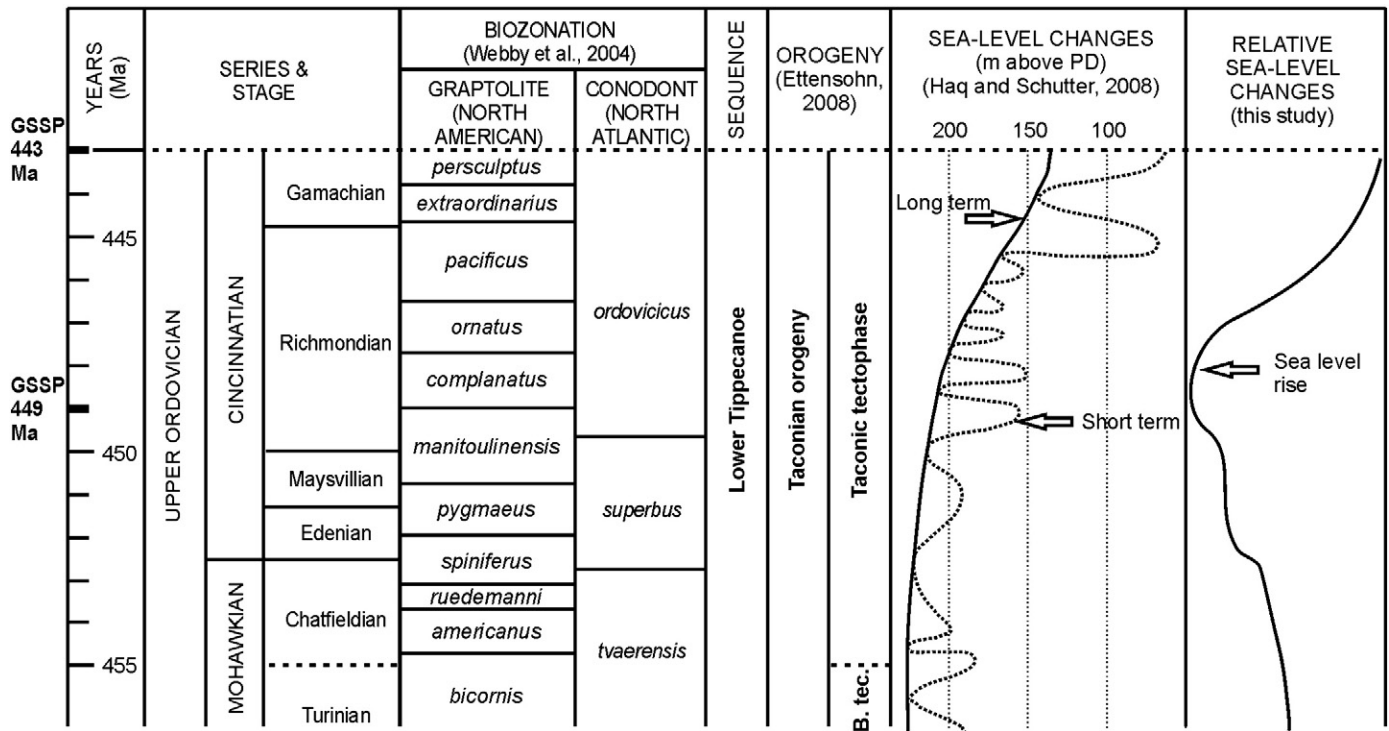 YEARS
(Ma)
SERIES &
STAGE
BIOZONATION
(Webby et al., 2004)
GRAPTOLITE
(NORTH
AMERICAN)
CONODONT
(NORTH
ATLANTIC)
SEQUENCE
OROGENY
(Ettensohn,
2008)
SEA-LEVEL CHANGES
(m above PD)
(Haq and Schutter, 2008)
200 150 100
RELATIVE
SEA-LEVEL
CHANGES
(this study)
GSSP
443
Ma
445
GSSP
449
Ma
450
455
UPPER ORDOVICIAN
CINCINNATIAN
MOHAWKIAN
Gamachian
Richmondian
Maysvillian
Edenian
Chatfieldian
Turinian
persculptus
extraordinarius
pacificus
ornatus
complanatus
manitoulinensis
pygmaeus
spiniferus
ruedemanni
americanus
bicornis
ordovicicus
superbus
tvaerensis
Lower Tippecanoe
Taconian orogeny
Taconic tectophase
B. tec.
Long term
Short term
Sea level
rise